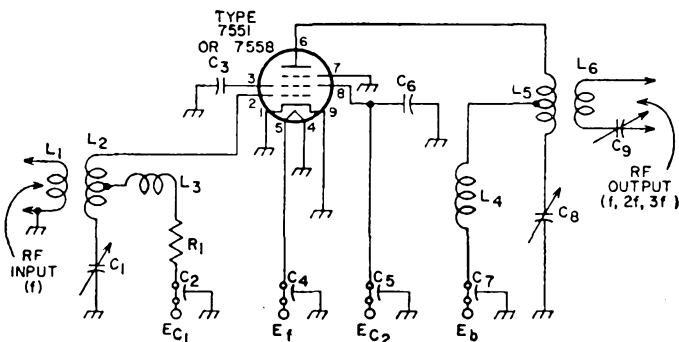 TYPE
7551
OR 7558
6
C3
3
2
7
8
1
5
4
9
C6
L5
L6
C9
RF
OUTPUT
(f, 2f, 3f)
L1
L2
L3
L4
RF
INPUT
(f)
C1
R1
C8
C2
C4
C5
C7
EC1
Ef
EC2
Eb